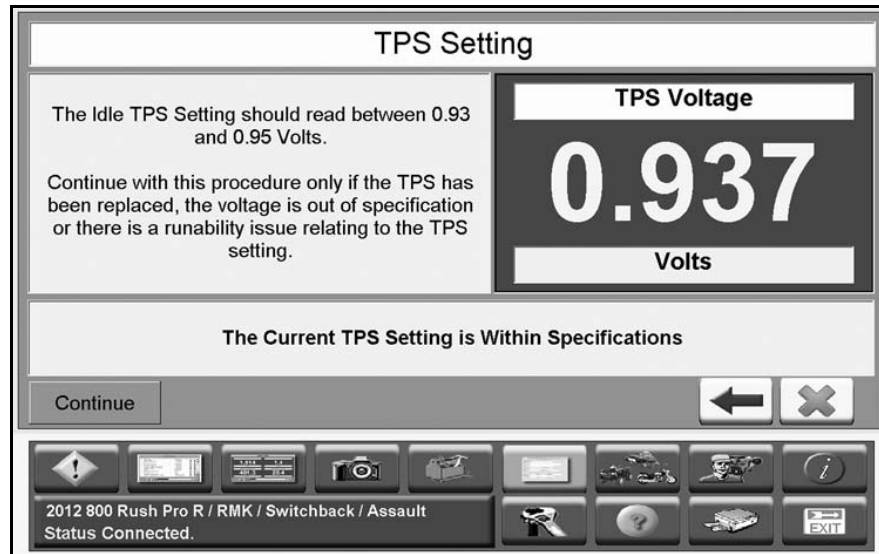 TPS Setting
The Idle TPS Setting should read between 0.93
and 0.95 Volts.
Continue with this procedure only if the TPS has
been replaced, the voltage is out of specification
or there is a runability issue relating to the TPS
setting.
TPS Voltage
0.937
Volts
The Current TPS Setting is Within Specifications
Continue
2012 800 Rush Pro R / RMK / Switchback / Assault
Status Connected.
EXIT